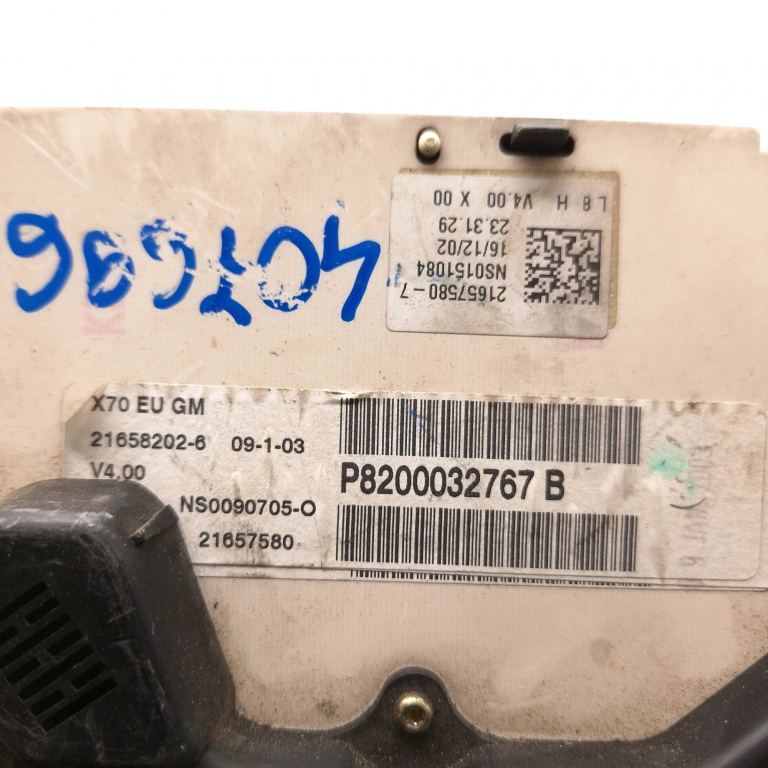 L8 H V4.00 X 00
23.31.29
16/12/02
NS0151084
21657580-7
X70 EU GM
21658202-6 09-1-03
V4,00
NS0090705-O
21657580
P8200032767 B